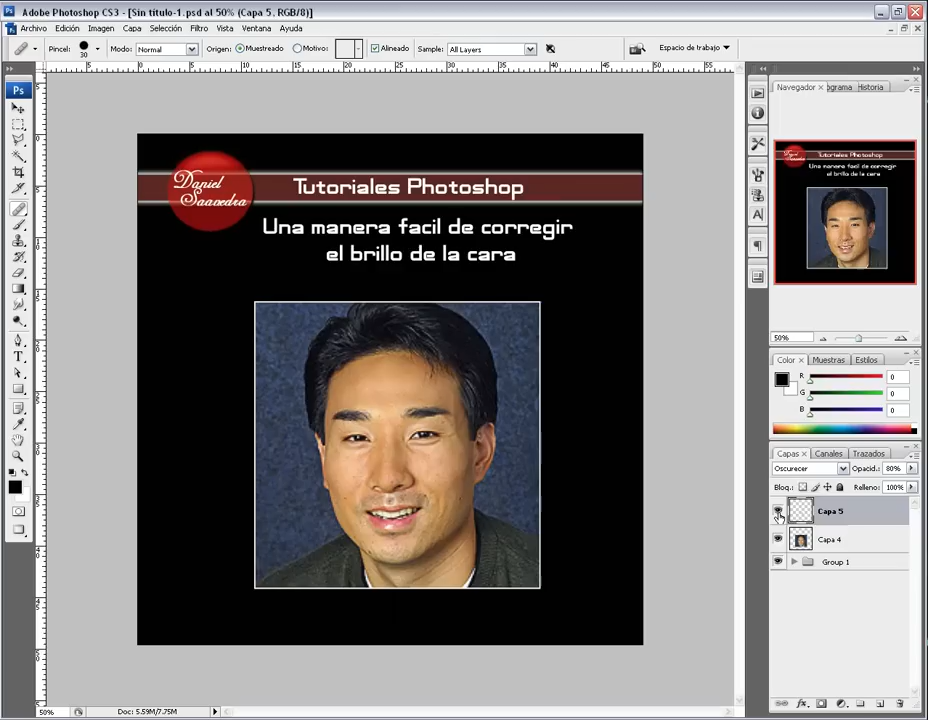 Adobe Photoshop CS3 - [Sin título-1.psd al 50% (Capa 5, RGB/8)]
Archivo Edición Imagen Capa Selección Filtro Vista Ventana Ayuda
Pincel: 30 Modo: Normal Origen: Muestreado Motivo: Alineado Sample: All Layers Espacio de trabajo
Ps
Navegador Historia
Daniel
Saavedra
Tutoriales Photoshop
Una manera facil de corregir
el brillo de la cara
50%
Color Muestras Estilos
R 0
G 0
B 0
Capas Canales Trazados
Oscurecer Opacid.: 80%
Bloq.: Relleno: 100%
Capa 5
Capa 4
Group 1
50% Doc: 5.59M/7.75M